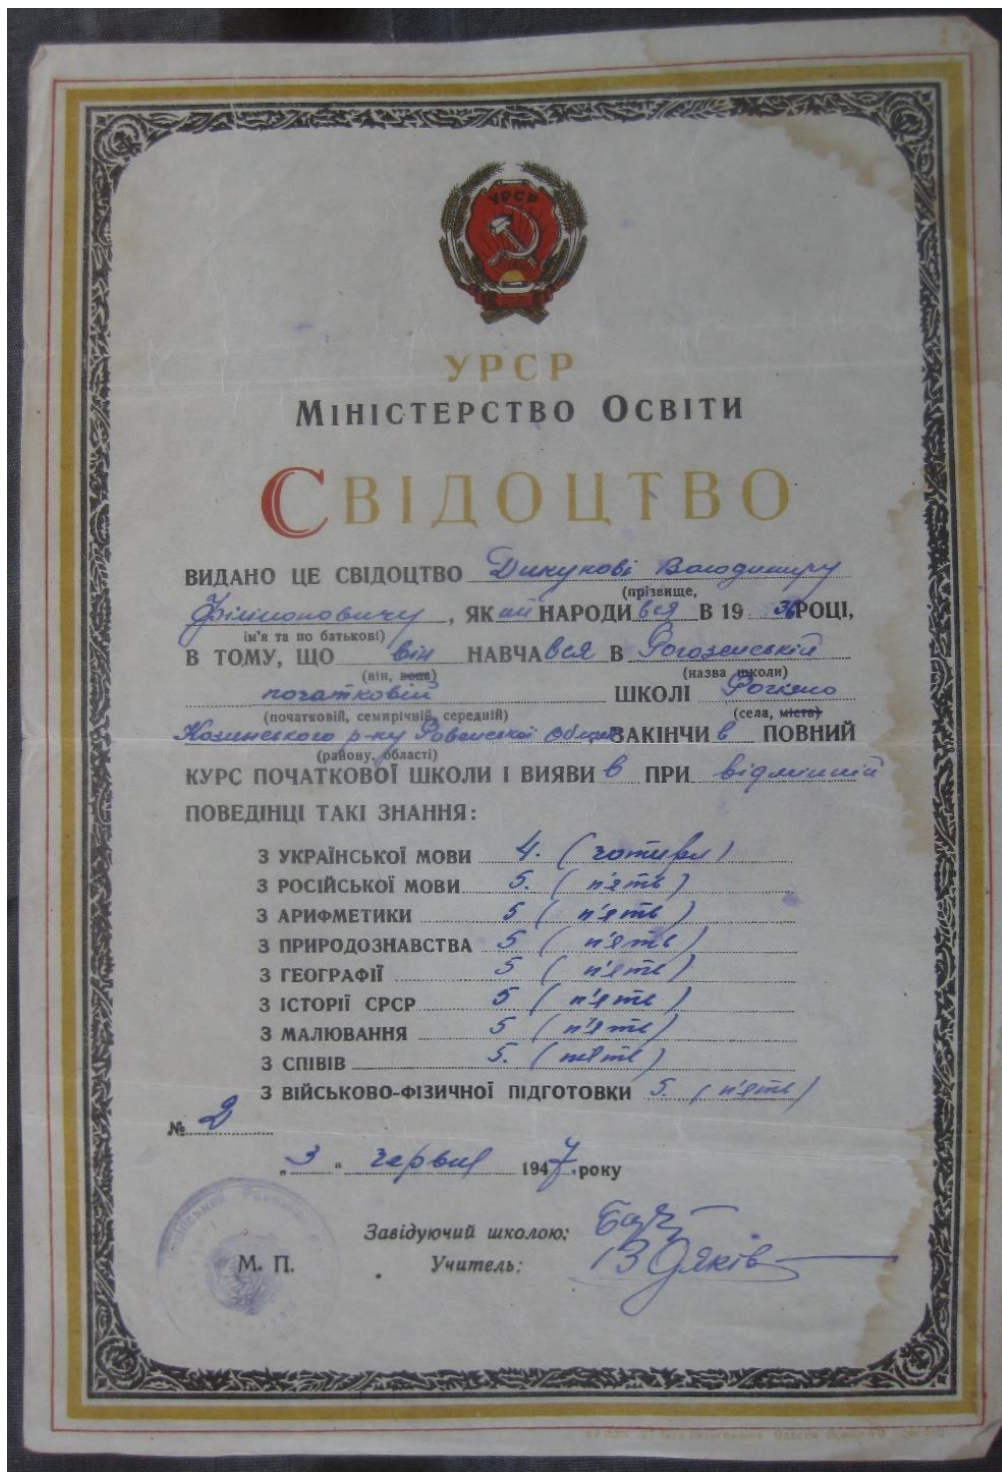 УРСР
УРСР
Міністерство Освіти
Свідоцтво
ВИДАНО ЦЕ СВІДОЦТВО Дикунові Володимиру
(прізвище,
Філімоновичу, ЯКий НАРОДИвся В 1936 РОЦІ,
ім'я та по батькові)
В ТОМУ, ЩО він НАВЧАвся В
(він, вона) (назва школи)
початковій ШКОЛІ
(початковій, семирічній, середній) (села, міста)
Козинського р-ну Ровенської області ЗАКІНЧИв ПОВНИЙ
(району, області)
КУРС ПОЧАТКОВОЇ ШКОЛИ І ВИЯВИв ПРИ відмінній
ПОВЕДІНЦІ ТАКІ ЗНАННЯ:
З УКРАЇНСЬКОЇ МОВИ 4. (чотири)
З РОСІЙСЬКОЇ МОВИ 5. (п'ять)
З АРИФМЕТИКИ 5 (п'ять)
З ПРИРОДОЗНАВСТВА 5 (п'ять)
З ГЕОГРАФІЇ 5 (п'ять)
З ІСТОРІЇ СРСР 5 (п'ять)
З МАЛЮВАННЯ 5 (п'ять)
З СПІВІВ 5. (п'ять)
З ВІЙСЬКОВО-ФІЗИЧНОЇ ПІДГОТОВКИ 5. (п'ять)
№ 2
„3" червня 1947 року
Завідуючий школою:
М. П. Учитель: